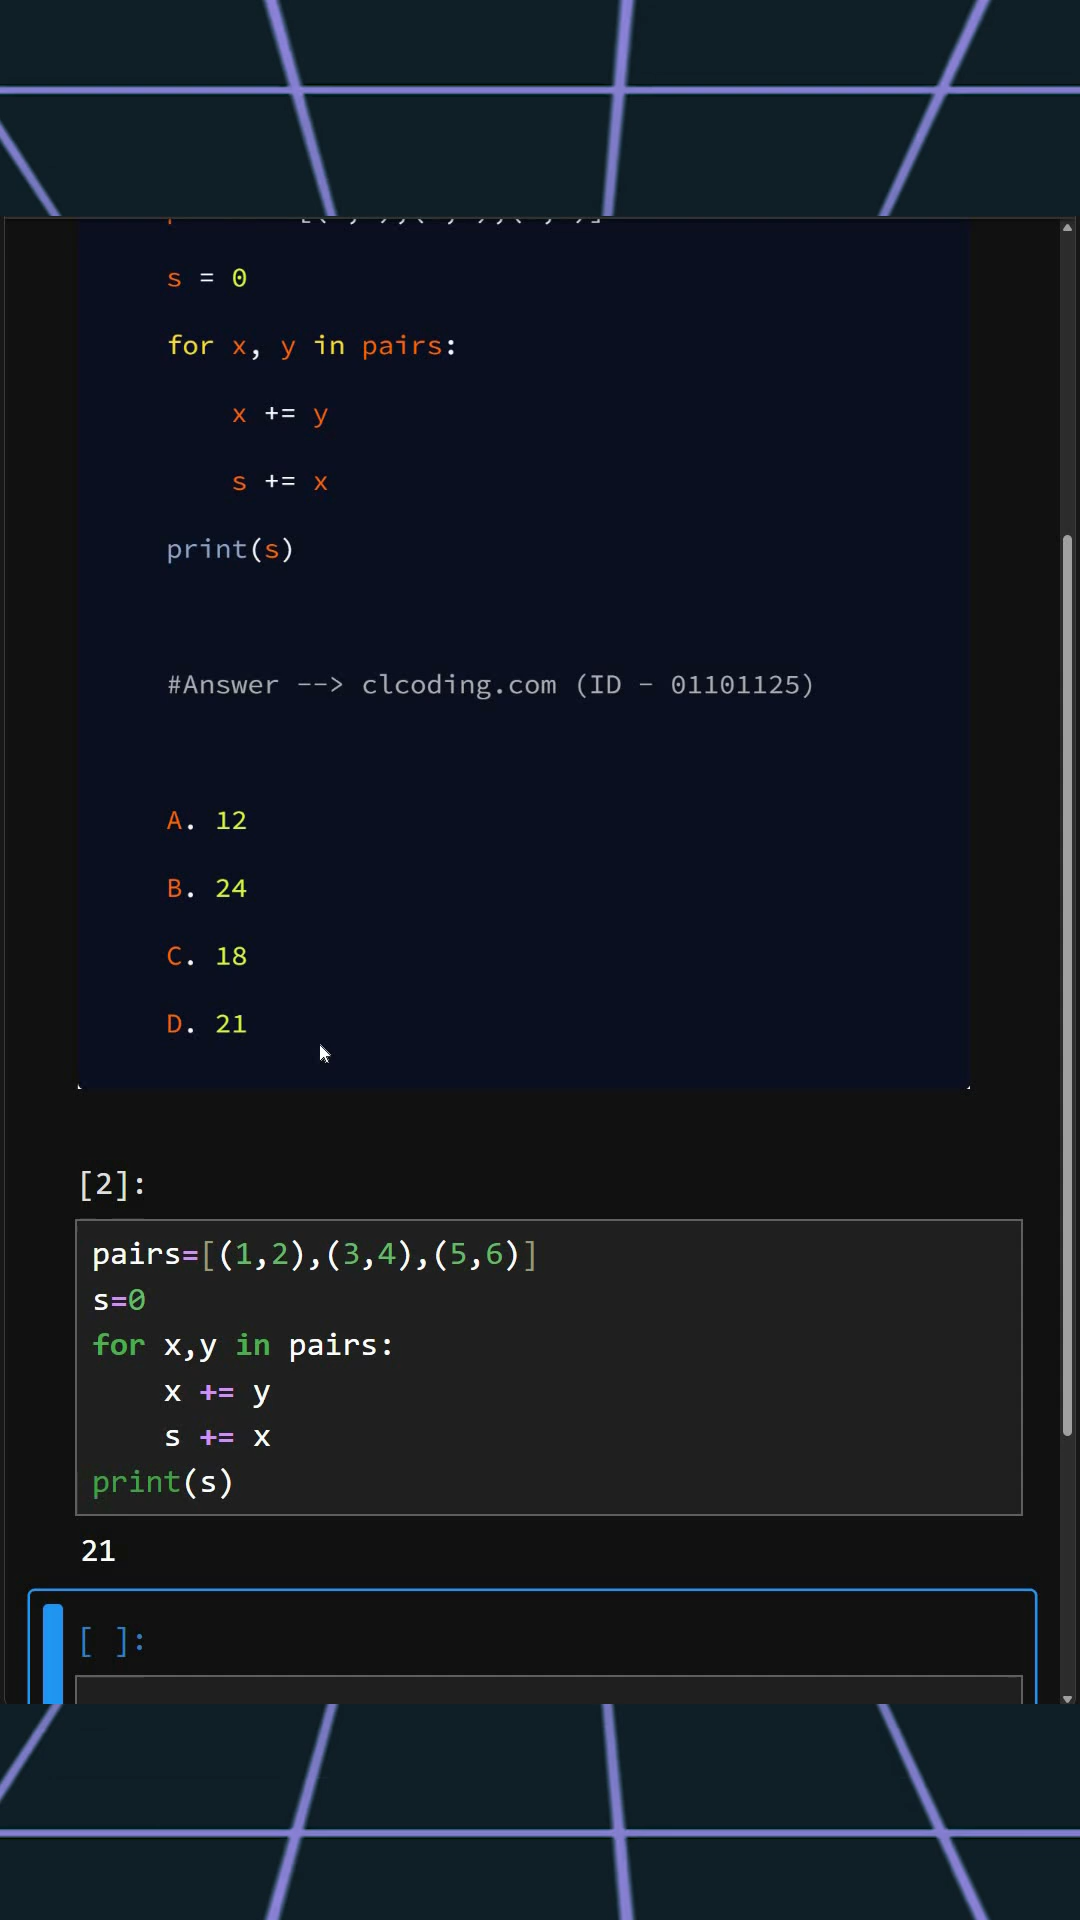 s = 0
for x, y in pairs:
    x += y
    s += x
print(s)
#Answer --> clcoding.com (ID - 01101125)
A. 12
B. 24
C. 18
D. 21
[2]:
pairs=[(1,2),(3,4),(5,6)]
s=0
for x,y in pairs:
    x += y
    s += x
print(s)
21
[ ]: